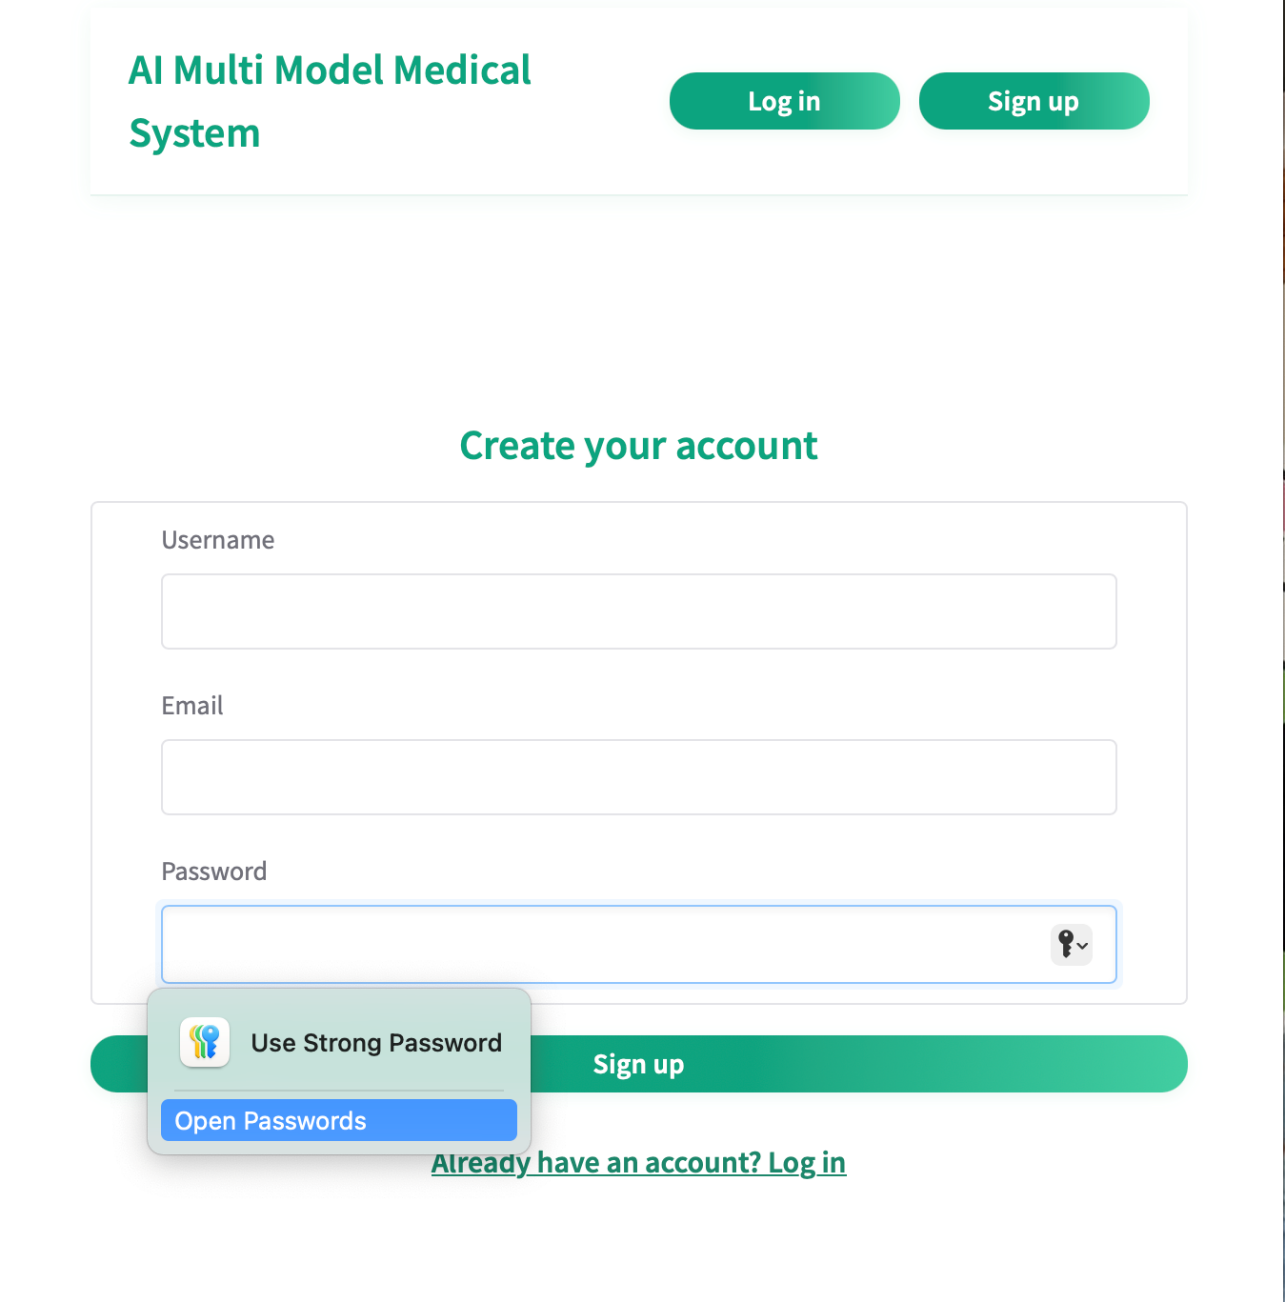 AI Multi Model Medical
System
Log in
Sign up
Create your account
Username
Email
Password
Use Strong Password
Open Passwords
Sign up
Already have an account? Log in